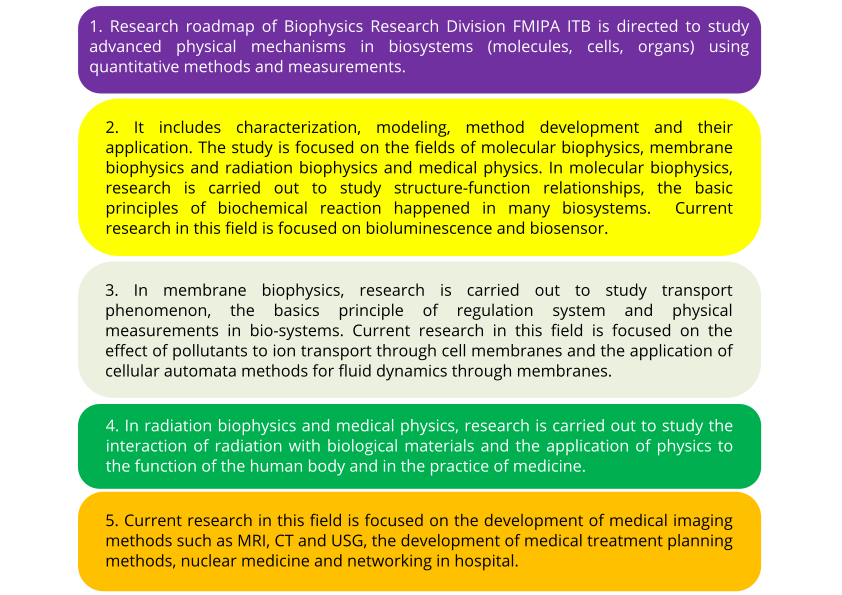 1. Research roadmap of Biophysics Research Division FMIPA ITB is directed to study
advanced physical mechanisms in biosystems (molecules, cells, organs) using
quantitative methods and measurements.
2. It includes characterization, modeling, method development and their
application. The study is focused on the fields of molecular biophysics, membrane
biophysics and radiation biophysics and medical physics. In molecular biophysics,
research is carried out to study structure-function relationships, the basic
principles of biochemical reaction happened in many biosystems. Current
research in this field is focused on bioluminescence and biosensor.
3. In membrane biophysics, research is carried out to study transport
phenomenon, the basics principle of regulation system and physical
measurements in bio-systems. Current research in this field is focused on the
effect of pollutants to ion transport through cell membranes and the application of
cellular automata methods for fluid dynamics through membranes.
4. In radiation biophysics and medical physics, research is carried out to study the
interaction of radiation with biological materials and the application of physics to
the function of the human body and in the practice of medicine.
5. Current research in this field is focused on the development of medical imaging
methods such as MRI, CT and USG, the development of medical treatment planning
methods, nuclear medicine and networking in hospital.